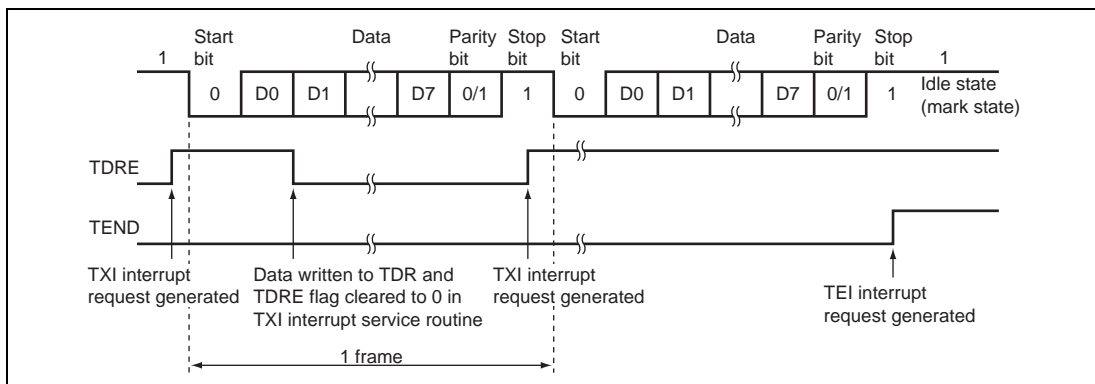 Start Data Parity Stop Start Data Parity Stop
1 bit bit bit bit bit bit 1
0 D0 D1 D7 0/1 1 0 D0 D1 D7 0/1 1 Idle state
(mark state)
TDRE
TEND
TXI interrupt
request generated
Data written to TDR and
TDRE flag cleared to 0 in
TXI interrupt service routine
TXI interrupt
request generated
TEI interrupt
request generated
1 frame